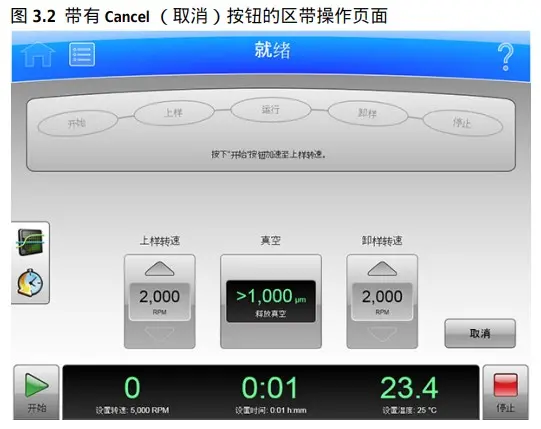 图 3.2 带有 Cancel （取消）按钮的区带操作页面
就绪
?
开始
上样
运行
卸样
停止
按下“开始”按钮加速至上样转速。
上样转速
真空
卸样转速
2,000
RPM
>1,000 µm
释放真空
2,000
RPM
取消
开始
0
设置转速: 5,000 RPM
0:01
设置时间: 0:01 h:mm
23.4
设置温度: 25 °C
停止